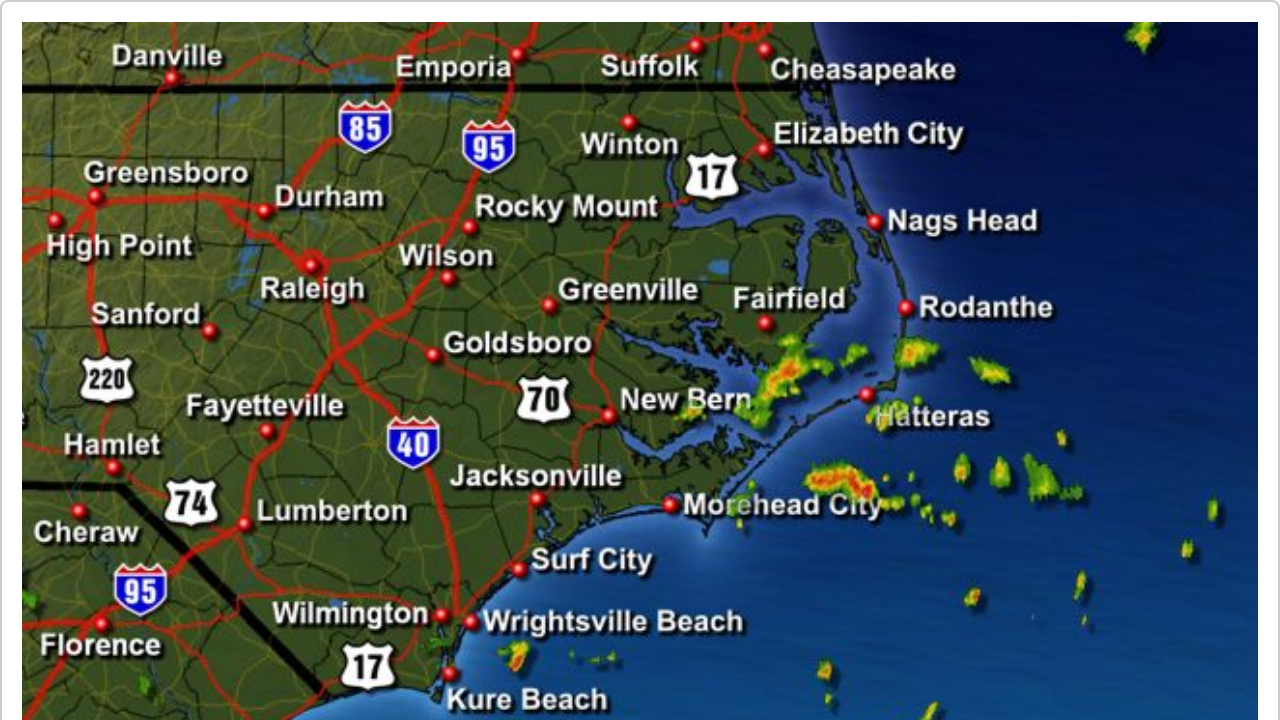 Danville
Emporia
Suffolk
Cheasapeake
85
95
Winton
Elizabeth City
17
Greensboro
Durham
Rocky Mount
Nags Head
High Point
Wilson
Raleigh
Greenville
Fairfield
Rodanthe
Sanford
Goldsboro
220
70
New Bern
Fayetteville
Hatteras
Hamlet
40
Jacksonville
74
Lumberton
Morehead City
Cheraw
Surf City
95
Wilmington
Wrightsville Beach
Florence
17
Kure Beach